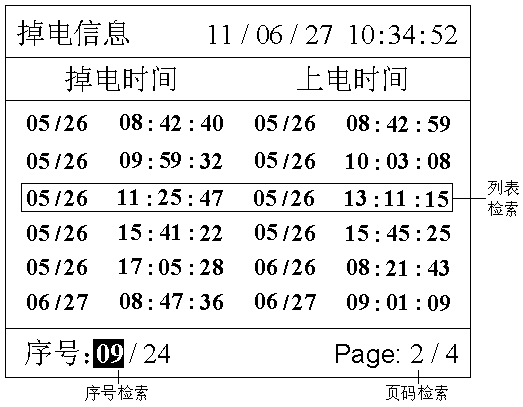 掉电信息 11 / 06 / 27 10:34:52
掉电时间 上电时间
05/26 08:42:40 05/26 08:42:59
05/26 09:59:32 05/26 10:03:08
05/26 11:25:47 05/26 13:11:15
列表
检索
05/26 15:41:22 05/26 15:45:25
05/26 17:05:28 06/26 08:21:43
06/27 08:47:36 06/27 09:01:09
序号:09 / 24 Page: 2 / 4
序号检索 页码检索